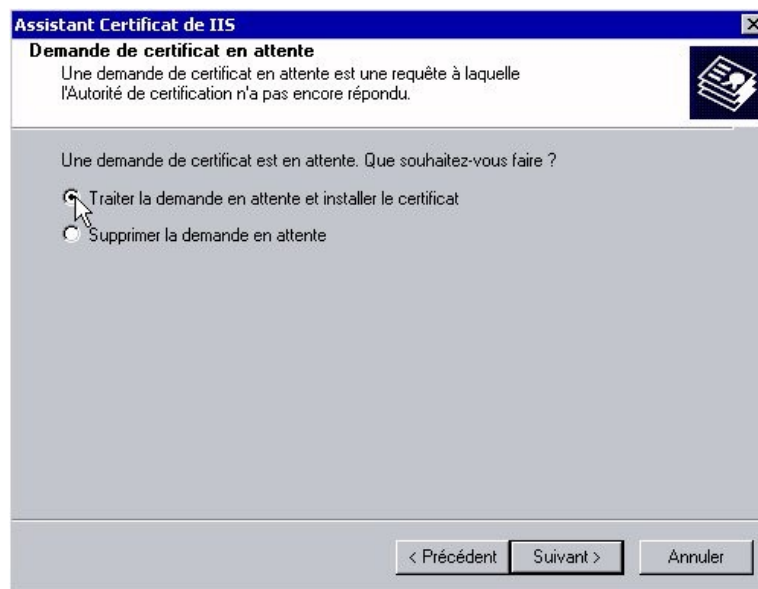 Assistant Certificat de IIS
Demande de certificat en attente
Une demande de certificat en attente est une requête à laquelle
l'Autorité de certification n'a pas encore répondu.
Une demande de certificat est en attente. Que souhaitez-vous faire ?
Traiter la demande en attente et installer le certificat
Supprimer la demande en attente
< Précédent Suivant > Annuler